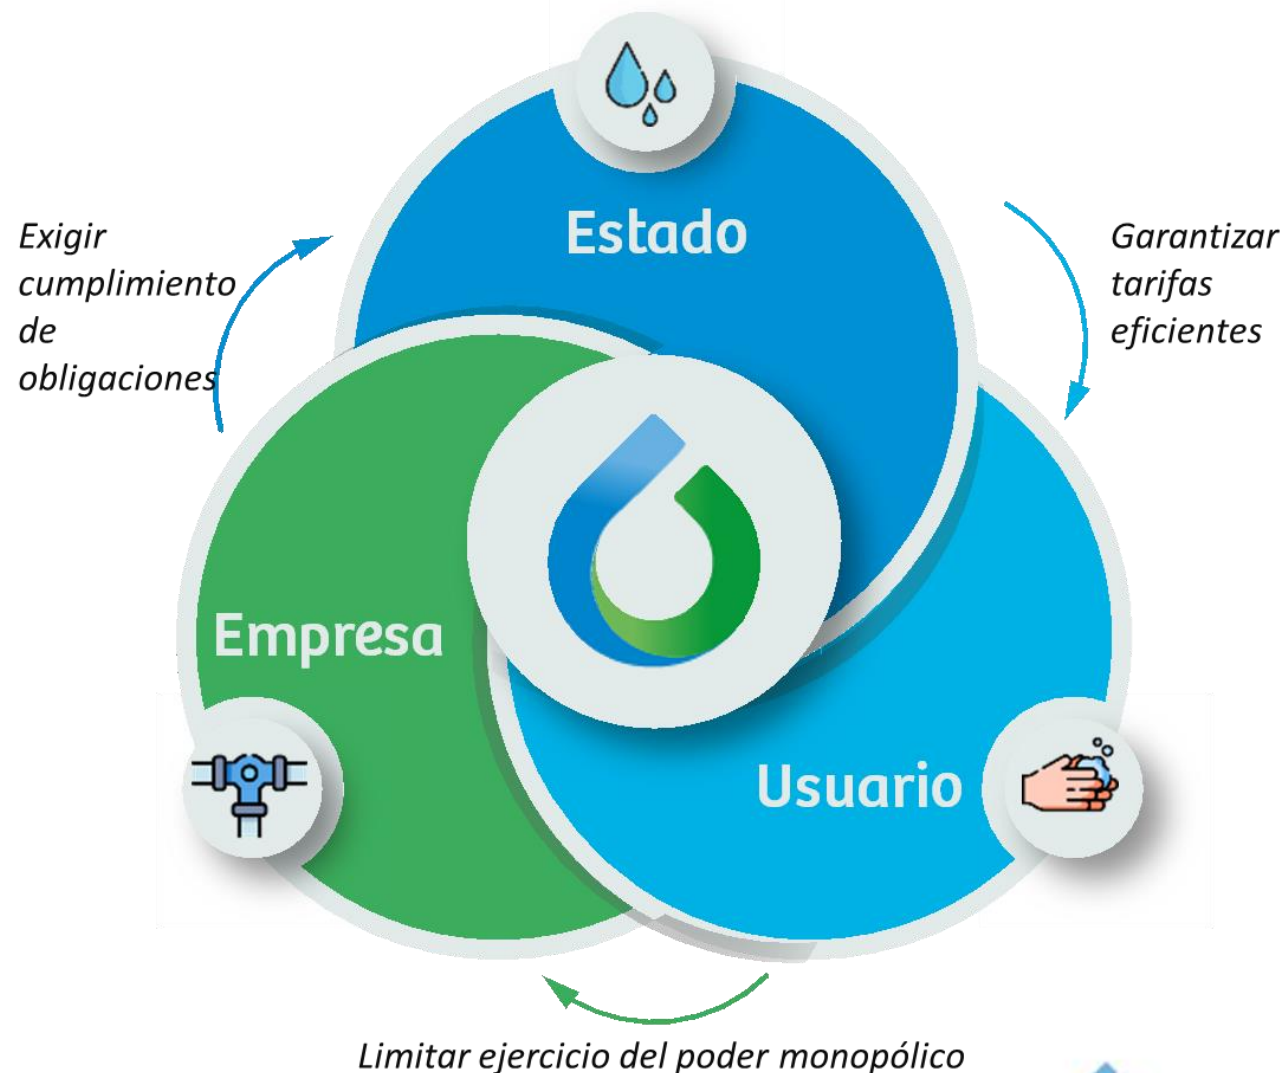 Estado
Exigir
cumplimiento
de
obligaciones
Garantizar
tarifas
eficientes
Empresa
Usuario
Limitar ejercicio del poder monopólico